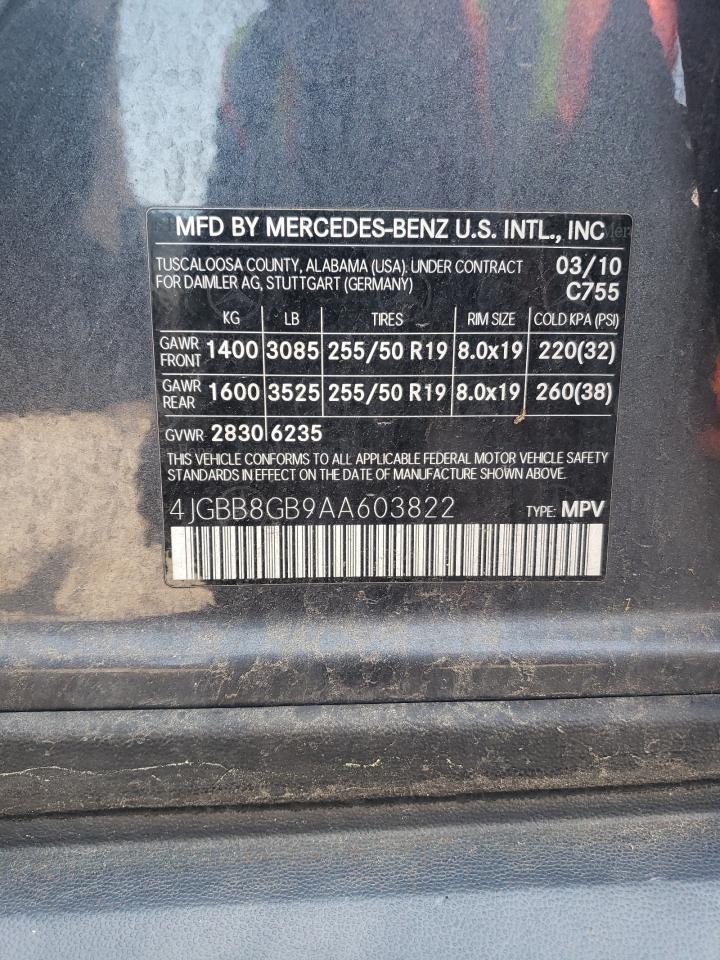 MFD BY MERCEDES-BENZ U.S. INTL., INC
TUSCALOOSA COUNTY, ALABAMA (USA). UNDER CONTRACT 03/10
FOR DAIMLER AG, STUTTGART (GERMANY) C755
KG LB TIRES RIM SIZE COLD KPA (PSI)
GAWR FRONT 1400 3085 255/50 R19 8.0x19 220(32)
GAWR REAR 1600 3525 255/50 R19 8.0x19 260(38)
GVWR 2830 6235
THIS VEHICLE CONFORMS TO ALL APPLICABLE FEDERAL MOTOR VEHICLE SAFETY
STANDARDS IN EFFECT ON THE DATE OF MANUFACTURE SHOWN ABOVE.
4JGBB8GB9AA603822 TYPE: MPV